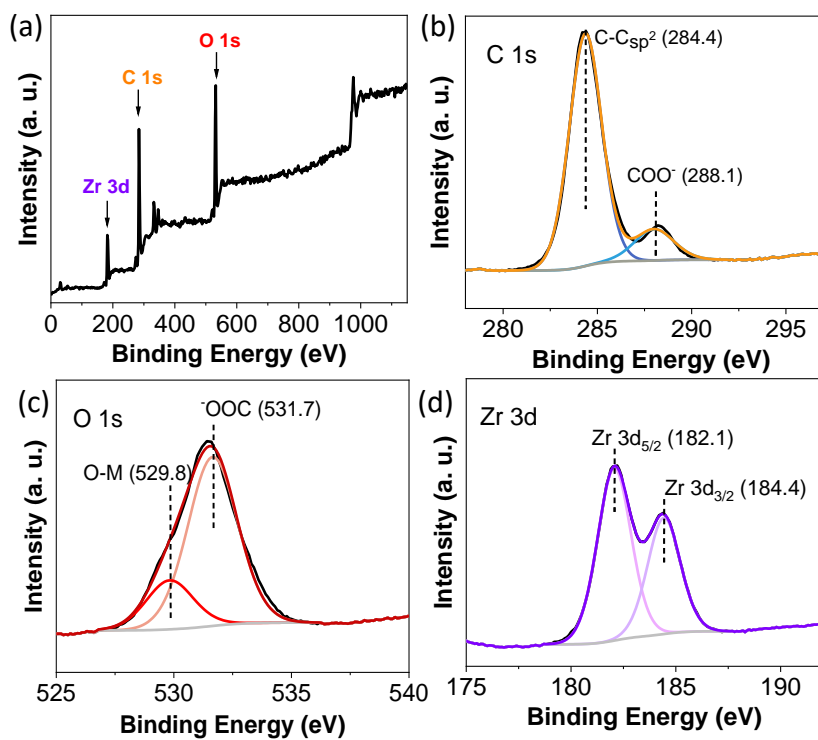 (a)
O 1s
C 1s
Zr 3d
Intensity (a. u.)
0 200 400 600 800 1000
Binding Energy (eV)
(b)
C 1s
C-Csp² (284.4)
COO⁻ (288.1)
Intensity (a. u.)
280 285 290 295
Binding Energy (eV)
(c)
O 1s
⁻OOC (531.7)
O-M (529.8)
Intensity (a. u.)
525 530 535 540
Binding Energy (eV)
(d)
Zr 3d
Zr 3d5/2 (182.1)
Zr 3d3/2 (184.4)
Intensity (a. u.)
175 180 185 190
Binding Energy (eV)